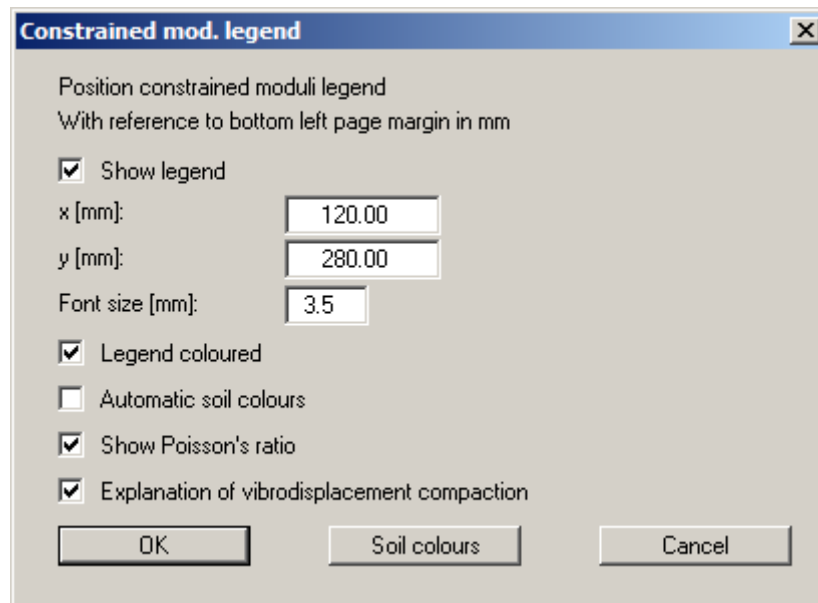 Constrained mod. legend
Position constrained moduli legend
With reference to bottom left page margin in mm
Show legend
x [mm]: 120.00
y [mm]: 280.00
Font size [mm]: 3.5
Legend coloured
Automatic soil colours
Show Poisson's ratio
Explanation of vibrodisplacement compaction
OK Soil colours Cancel